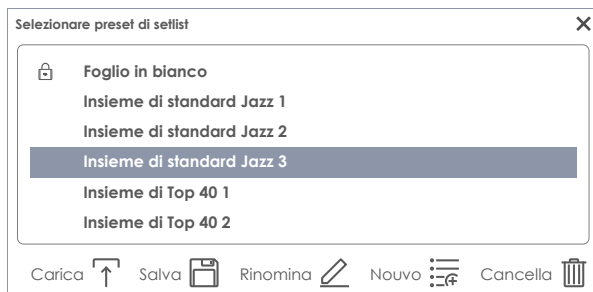 Selezionare preset di setlist
Foglio in bianco
Insieme di standard Jazz 1
Insieme di standard Jazz 2
Insieme di standard Jazz 3
Insieme di Top 40 1
Insieme di Top 40 2
Carica Salva Rinomina Nouvo Cancella